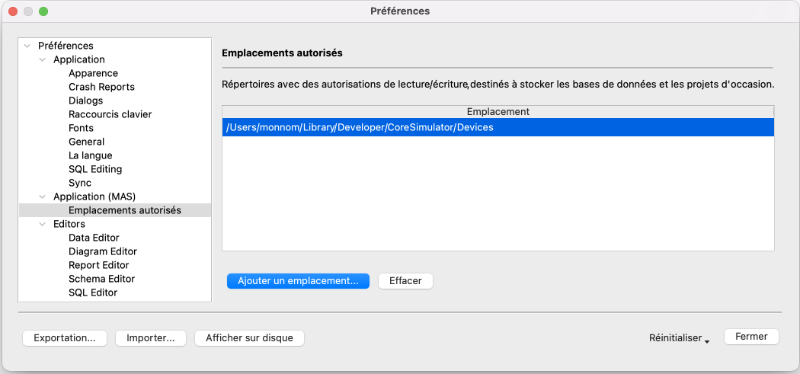 Préférences
Préférences
Application
Apparence
Crash Reports
Dialogs
Raccourcis clavier
Fonts
General
La langue
SQL Editing
Sync
Application (MAS)
Emplacements autorisés
Editors
Data Editor
Diagram Editor
Report Editor
Schema Editor
SQL Editor
Emplacements autorisés
Répertoires avec des autorisations de lecture/écriture,destinés à stocker les bases de données et les projets d'occasion.
Emplacement
/Users/monnom/Library/Developer/CoreSimulator/Devices
Ajouter un emplacement... Effacer
Exportation... Importer... Afficher sur disque Réinitialiser Fermer